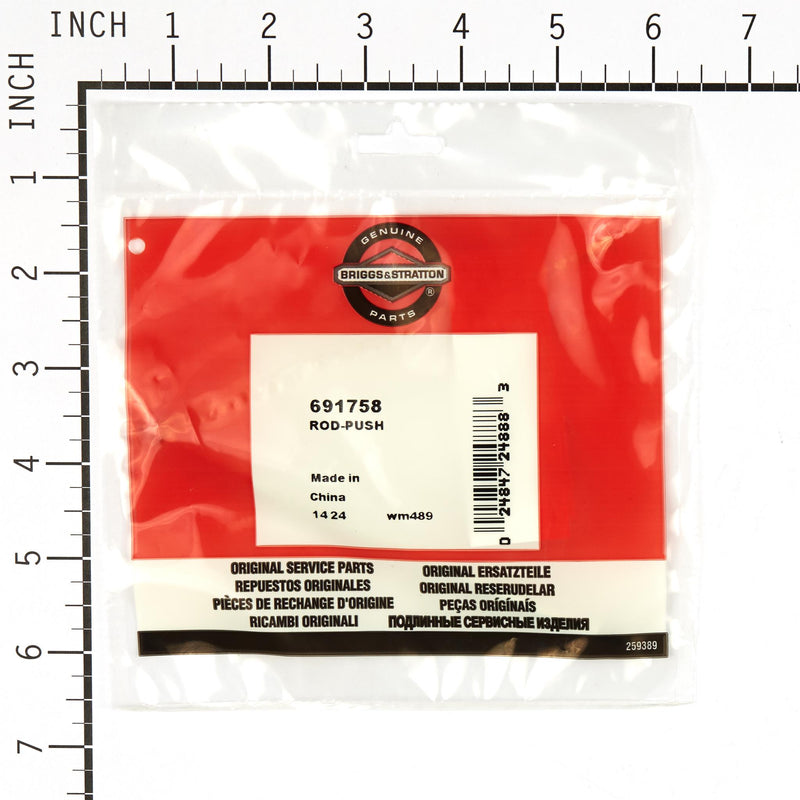 INCH 1 2 3 4 5 6 7
INCH 1 2 3 4 5 6 7
GENUINE
BRIGGS&STRATTON
®
PARTS
691758
ROD-PUSH
Made in
China
14 24 wm489
0 24847 24888 3
ORIGINAL SERVICE PARTS
REPUESTOS ORIGINALES
PIÈCES DE RECHANGE D'ORIGINE
RICAMBI ORIGINALI
ORIGINAL ERSATZTEILE
ORIGINAL RESERUDELAR
PEÇAS ORÍGÍNAÍS
ПОДЛИННЫЕ СЕРВИСНЫЕ ИЗДЕЛИЯ
259389